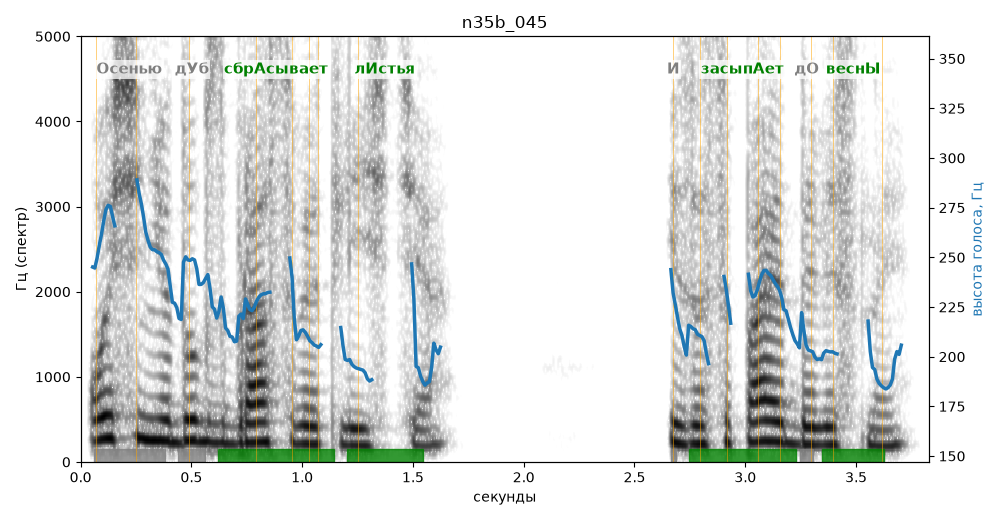 n35b_045
Осенью дУб сбрАсывает лИстья И засыпАет дО веснЫ
5000
4000
3000
2000
1000
0
Гц (спектр)
350
325
300
275
250
225
200
175
150
высота голоса, Гц
0.0 0.5 1.0 1.5 2.0 2.5 3.0 3.5
секунды